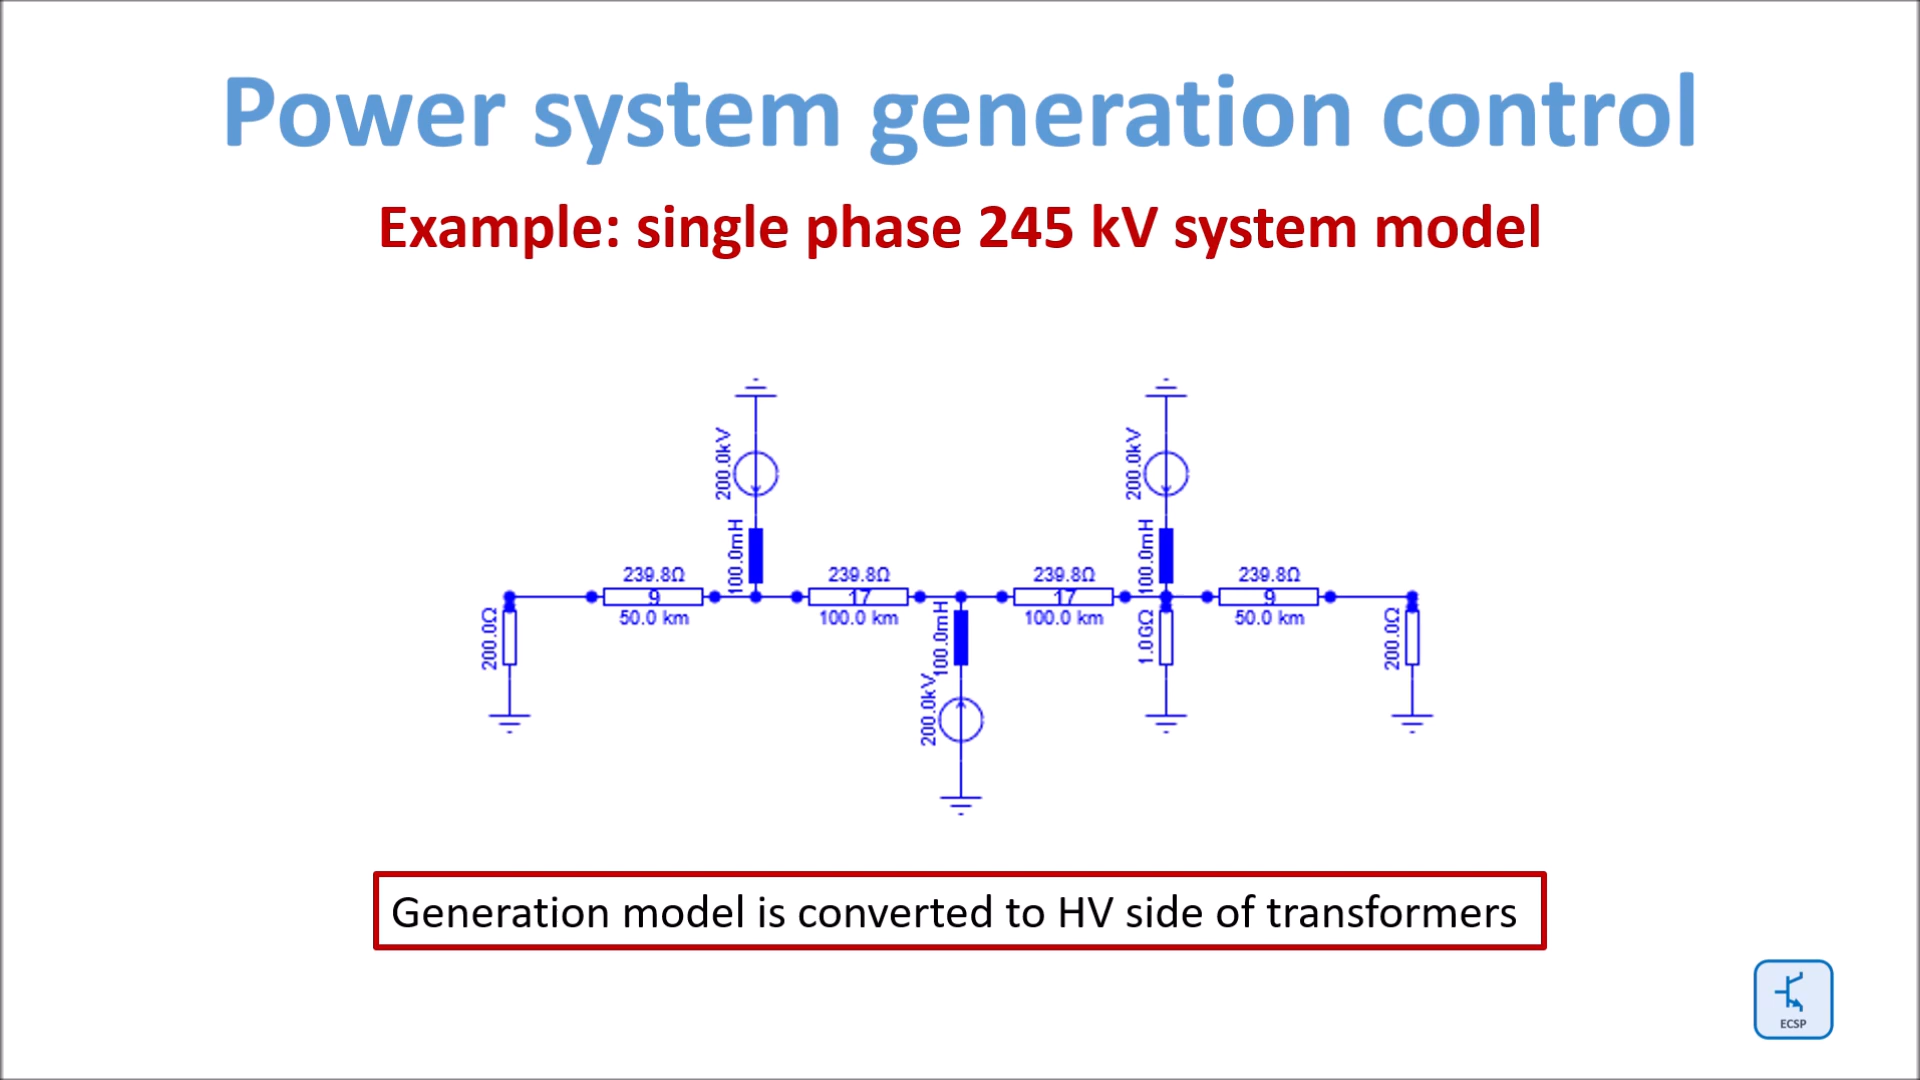 Power system generation control
Example: single phase 245 kV system model
200.0kV
200.0kV
100.0mH
100.0mH
239.8Ω
239.8Ω
239.8Ω
239.8Ω
9
17
17
9
50.0 km
100.0 km
100.0 km
50.0 km
200.0Ω
100.0mH
1.0GΩ
200.0Ω
200.0kV
Generation model is converted to HV side of transformers
ECSP